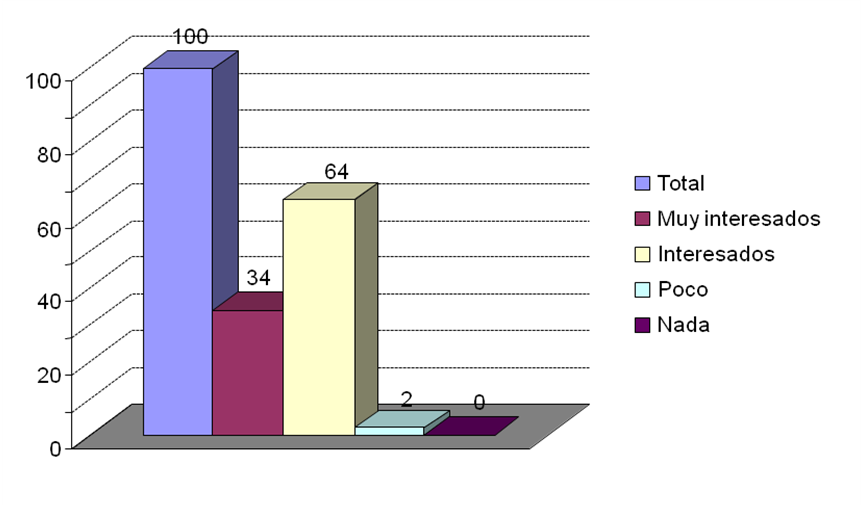 100
100
80
60
40
20
0
34
64
2
0
Total
Muy interesados
Interesados
Poco
Nada